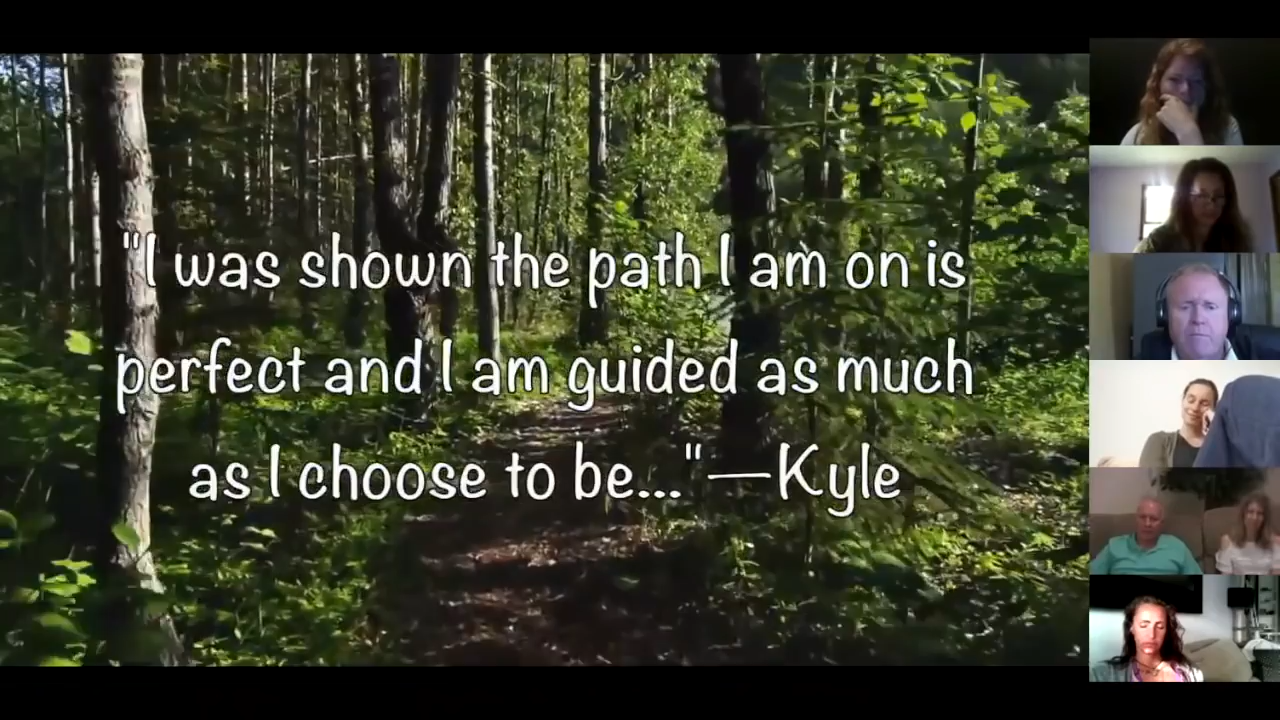 "I was shown the path I am on is
perfect and I am guided as much
as I choose to be..."—Kyle